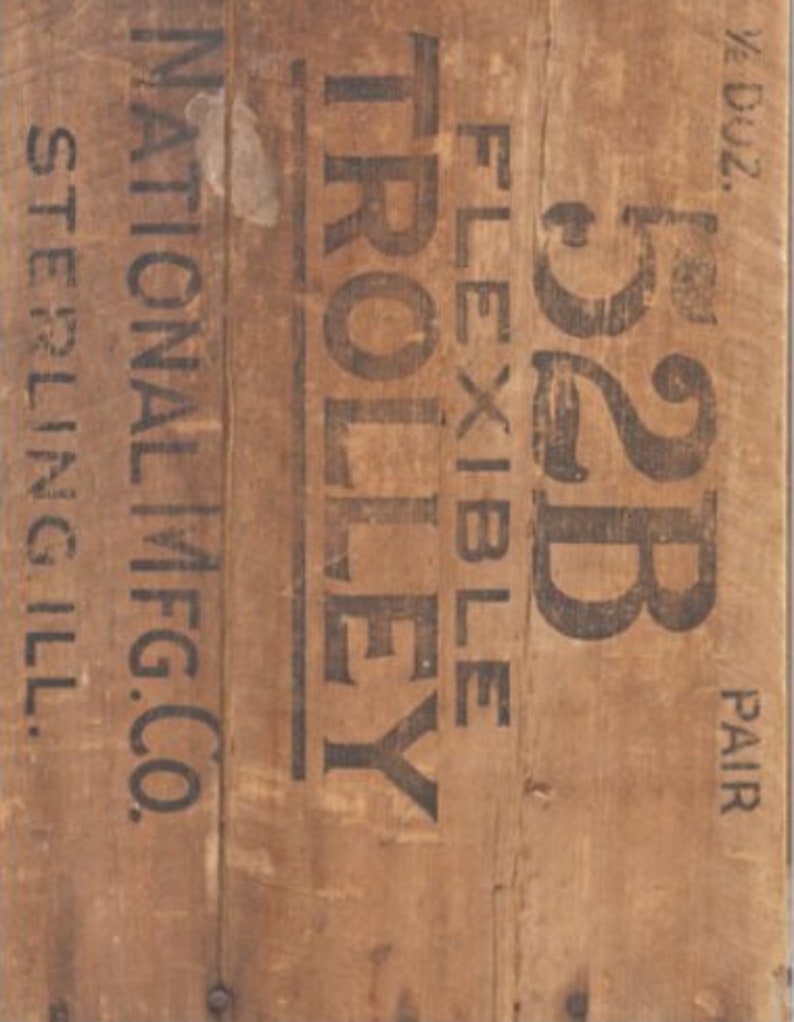 ½ DOZ. PAIR
52B
FLEXIBLE
TROLLEY
NATIONAL MFG. CO.
STERLING ILL.